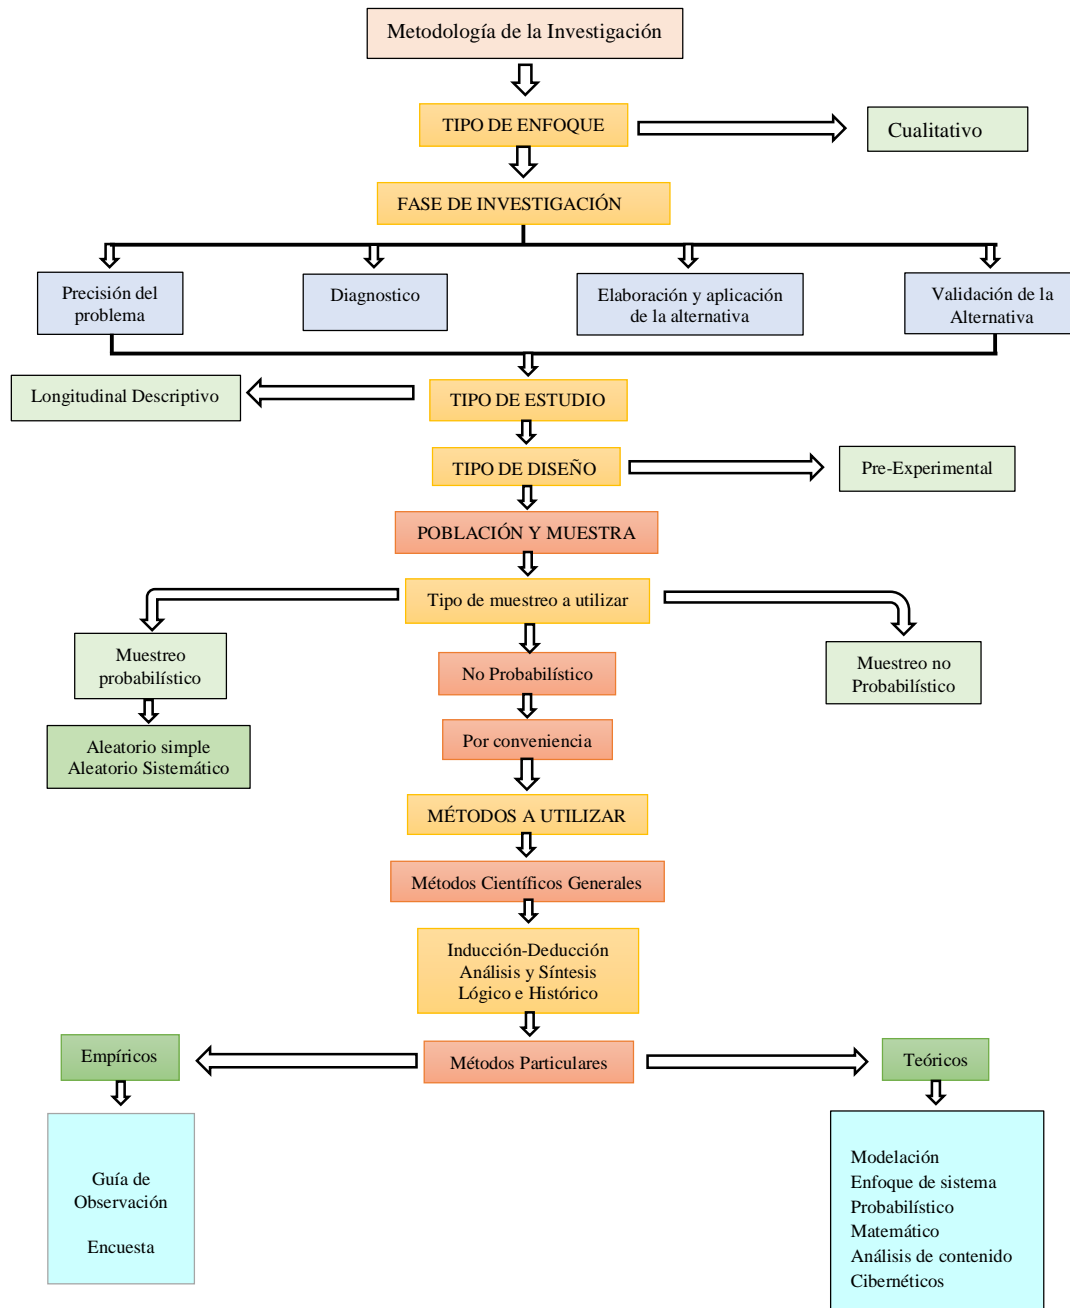 Metodología de la Investigación
TIPO DE ENFOQUE
Cualitativo
FASE DE INVESTIGACIÓN
Precisión del
problema
Diagnostico
Elaboración y aplicación
de la alternativa
Validación de la
Alternativa
Longitudinal Descriptivo
TIPO DE ESTUDIO
TIPO DE DISEÑO
Pre-Experimental
POBLACIÓN Y MUESTRA
Tipo de muestreo a utilizar
Muestreo
probabilístico
No Probabilístico
Muestreo no
Probabilístico
Aleatorio simple
Aleatorio Sistemático
Por conveniencia
MÉTODOS A UTILIZAR
Métodos Científicos Generales
Inducción-Deducción
Análisis y Síntesis
Lógico e Histórico
Empíricos
Métodos Particulares
Teóricos
Guía de
Observación
Encuesta
Modelación
Enfoque de sistema
Probabilístico
Matemático
Análisis de contenido
Cibernéticos